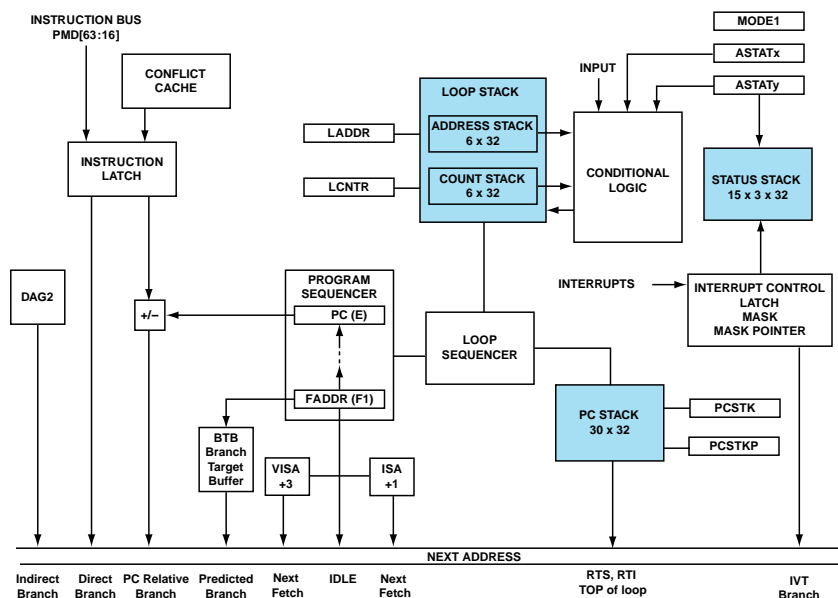 INSTRUCTION BUS
PMD[63:16]
CONFLICT
CACHE
INSTRUCTION
LATCH
DAG2
+/–
PROGRAM
SEQUENCER
PC (E)
FADDR (F1)
BTB
Branch
Target
Buffer
VISA
+3
ISA
+1
LADDR
LCNTR
LOOP STACK
ADDRESS STACK
6 x 32
COUNT STACK
6 x 32
LOOP
SEQUENCER
INPUT
CONDITIONAL
LOGIC
MODE1
ASTATx
ASTATy
STATUS STACK
15 x 3 x 32
INTERRUPTS
INTERRUPT CONTROL
LATCH
MASK
MASK POINTER
PC STACK
30 x 32
PCSTK
PCSTKP
NEXT ADDRESS
Indirect
Branch
Direct
Branch
PC Relative
Branch
Predicted
Branch
Next
Fetch
IDLE
Next
Fetch
RTS, RTI
TOP of loop
IVT
Branch